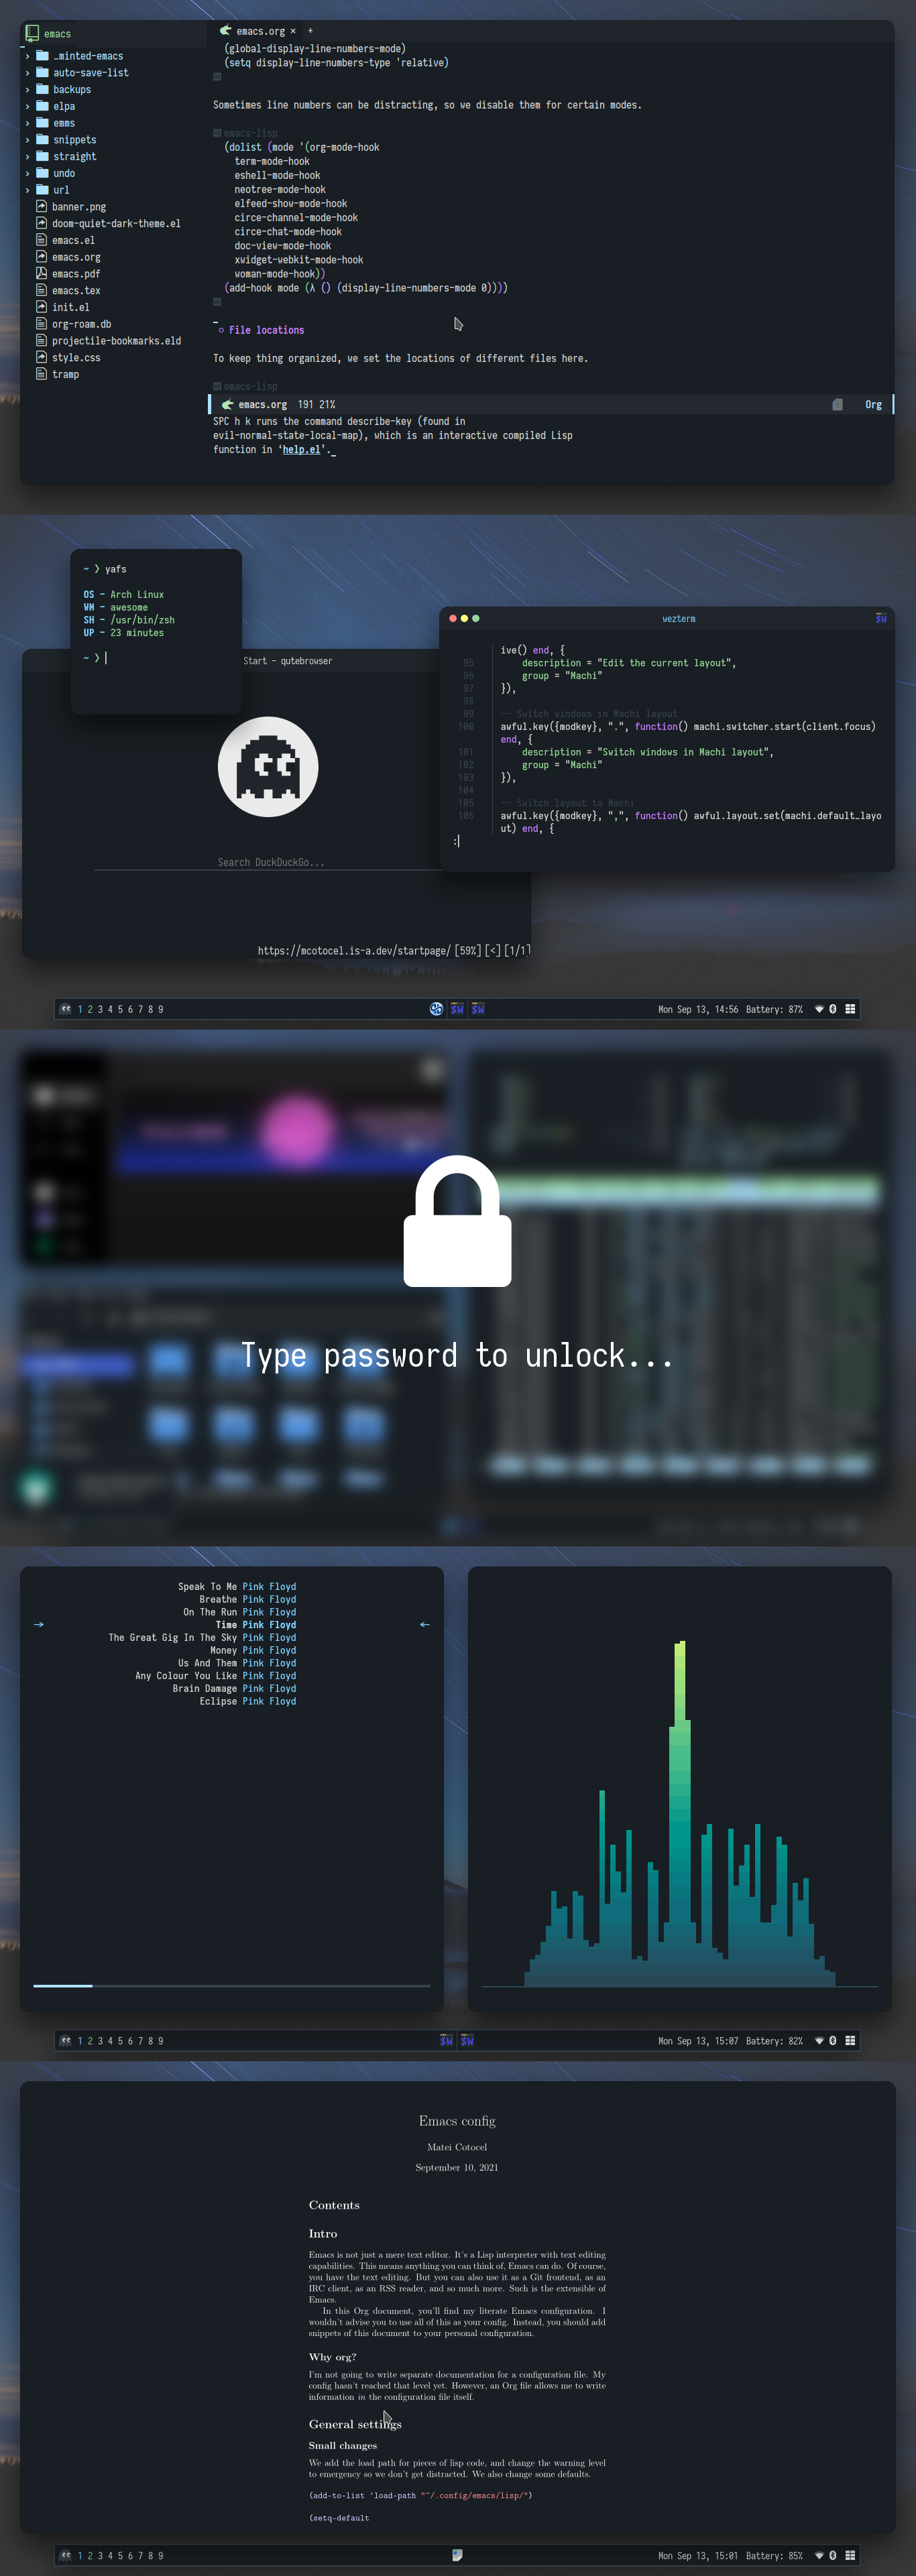 emacs
_minted-emacs
auto-save-list
backups
elpa
emms
snippets
straight
undo
url
banner.png
doom-quiet-dark-theme.el
emacs.el
emacs.org
emacs.pdf
emacs.tex
init.el
org-roam.db
projectile-bookmarks.eld
style.css
tramp
emacs.org × +
(global-display-line-numbers-mode)
(setq display-line-numbers-type 'relative)
Sometimes line numbers can be distracting, so we disable them for certain modes.
emacs-lisp
(dolist (mode '(org-mode-hook
term-mode-hook
eshell-mode-hook
neotree-mode-hook
elfeed-show-mode-hook
circe-channel-mode-hook
circe-chat-mode-hook
doc-view-mode-hook
xwidget-webkit-mode-hook
woman-mode-hook))
(add-hook mode (λ () (display-line-numbers-mode 0))))
File locations
To keep thing organized, we set the locations of different files here.
emacs-lisp
emacs.org 191 21% Org
SPC h k runs the command describe-key (found in
evil-normal-state-local-map), which is an interactive compiled Lisp
function in ‘help.el’.
~ ❯ yafs
OS – Arch Linux
WM – awesome
SH – /usr/bin/zsh
UP – 23 minutes
~ ❯
Start - qutebrowser
Search DuckDuckGo...
https://mcotocel.is-a.dev/startpage/ [59%] [<] [1/1]
wezterm
ive() end, {
95 description = "Edit the current layout",
96 group = "Machi"
97 }),
98
99 -- Switch windows in Machi layout
100 awful.key({modkey}, ".", function() machi.switcher.start(client.focus)
end, {
101 description = "Switch windows in Machi layout",
102 group = "Machi"
103 }),
104
105 -- Switch layout to Machi
106 awful.key({modkey}, ",", function() awful.layout.set(machi.default_layo
ut) end, {
:
1 2 3 4 5 6 7 8 9 Mon Sep 13, 14:56 Battery: 87%
Type password to unlock...
Speak To Me Pink Floyd
Breathe Pink Floyd
On The Run Pink Floyd
→ Time Pink Floyd ←
The Great Gig In The Sky Pink Floyd
Money Pink Floyd
Us And Them Pink Floyd
Any Colour You Like Pink Floyd
Brain Damage Pink Floyd
Eclipse Pink Floyd
1 2 3 4 5 6 7 8 9 Mon Sep 13, 15:07 Battery: 82%
Emacs config
Matei Cotocel
September 10, 2021
Contents
Intro
Emacs is not just a mere text editor. It's a Lisp interpreter with text editing
capabilities. This means anything you can think of, Emacs can do. Of course,
you have the text editing. But you can also use it as a Git frontend, as an
IRC client, as an RSS reader, and so much more. Such is the extensible of
Emacs.
In this Org document, you'll find my literate Emacs configuration. I
wouldn't advise you to use all of this as your config. Instead, you should add
snippets of this document to your personal configuration.
Why org?
I'm not going to write separate documentation for a configuration file. My
config hasn't reached that level yet. However, an Org file allows me to write
information in the configuration file itself.
General settings
Small changes
We add the load path for pieces of lisp code, and change the warning level
to emergency so we don't get distracted. We also change some defaults.
(add-to-list 'load-path "~/.config/emacs/lisp/")
(setq-default
1 2 3 4 5 6 7 8 9 Mon Sep 13, 15:01 Battery: 85%